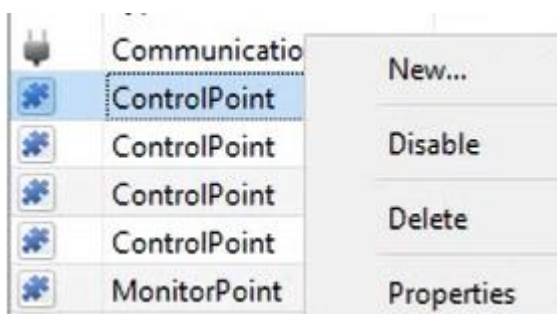 Communicatio
ControlPoint
ControlPoint
ControlPoint
ControlPoint
MonitorPoint
New...
Disable
Delete
Properties